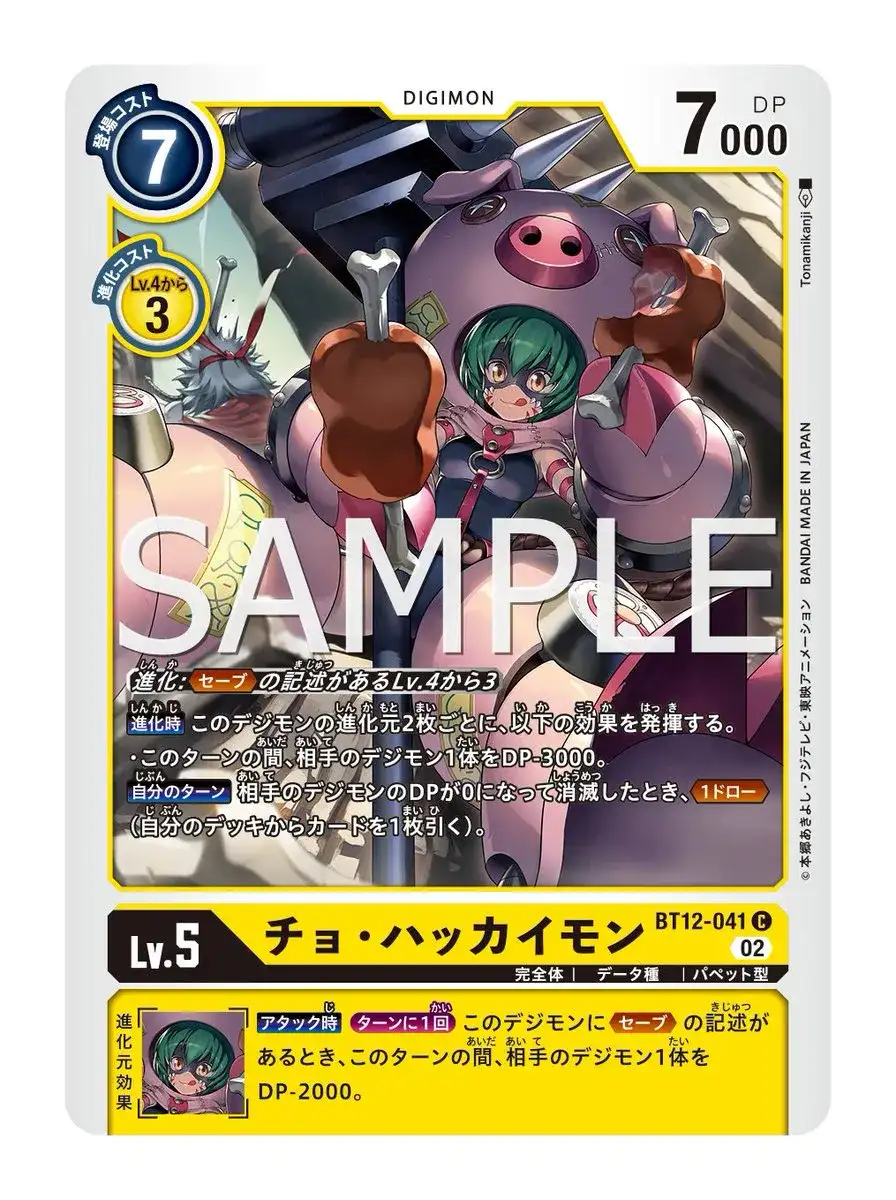 DIGIMON
登場コスト
7
7000
DP
進化コスト
Lv.4から
3
Tonamikanji
SAMPLE
進化:セーブの記述があるLv.4から3
進化時 このデジモンの進化元2枚ごとに、以下の効果を発揮する。
・このターンの間、相手のデジモン1体をDP-3000。
自分のターン 相手のデジモンのDPが0になって消滅したとき、1ドロー
(自分のデッキからカードを1枚引く)。
©本郷あきよし・フジテレビ・東映アニメーション BANDAI MADE IN JAPAN
Lv.5
チョ・ハッカイモン
BT12-041 C
02
完全体 | データ種 | パペット型
進化元効果
アタック時 ターンに1回 このデジモンにセーブの記述が
あるとき、このターンの間、相手のデジモン1体を
DP-2000。